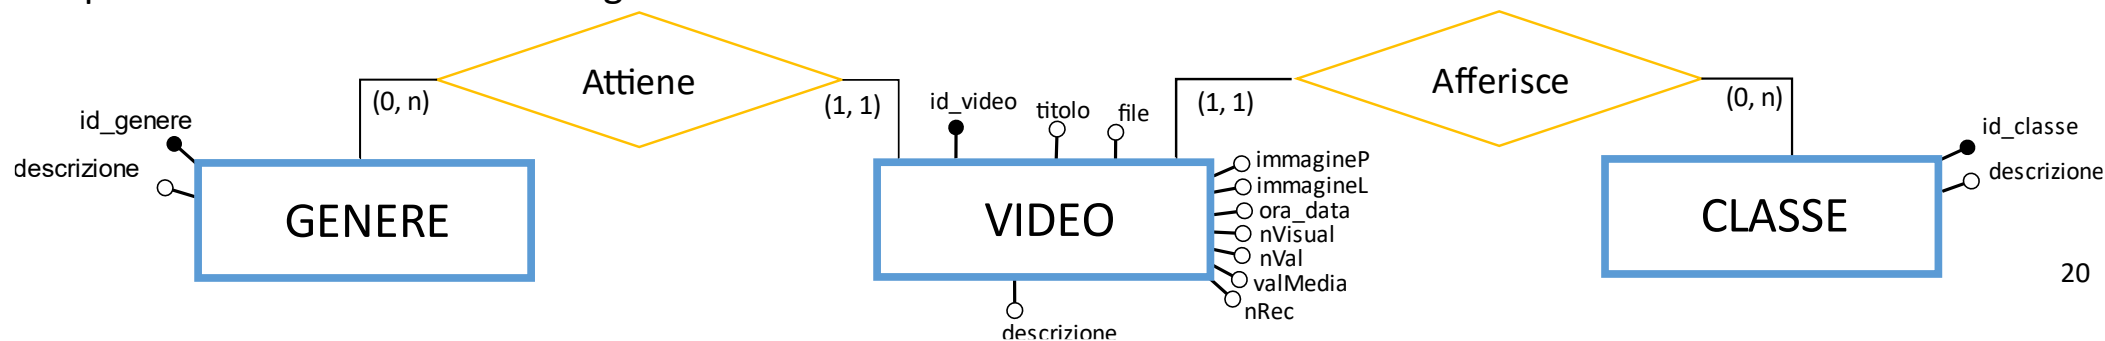 Attiene
Afferisce
(0, n)
(1, 1)
(1, 1)
(0, n)
id_video
titolo
file
id_genere
descrizione
id_classe
descrizione
immagineP
immagineL
ora_data
nVisual
nVal
valMedia
nRec
GENERE
VIDEO
CLASSE
descrizione
20